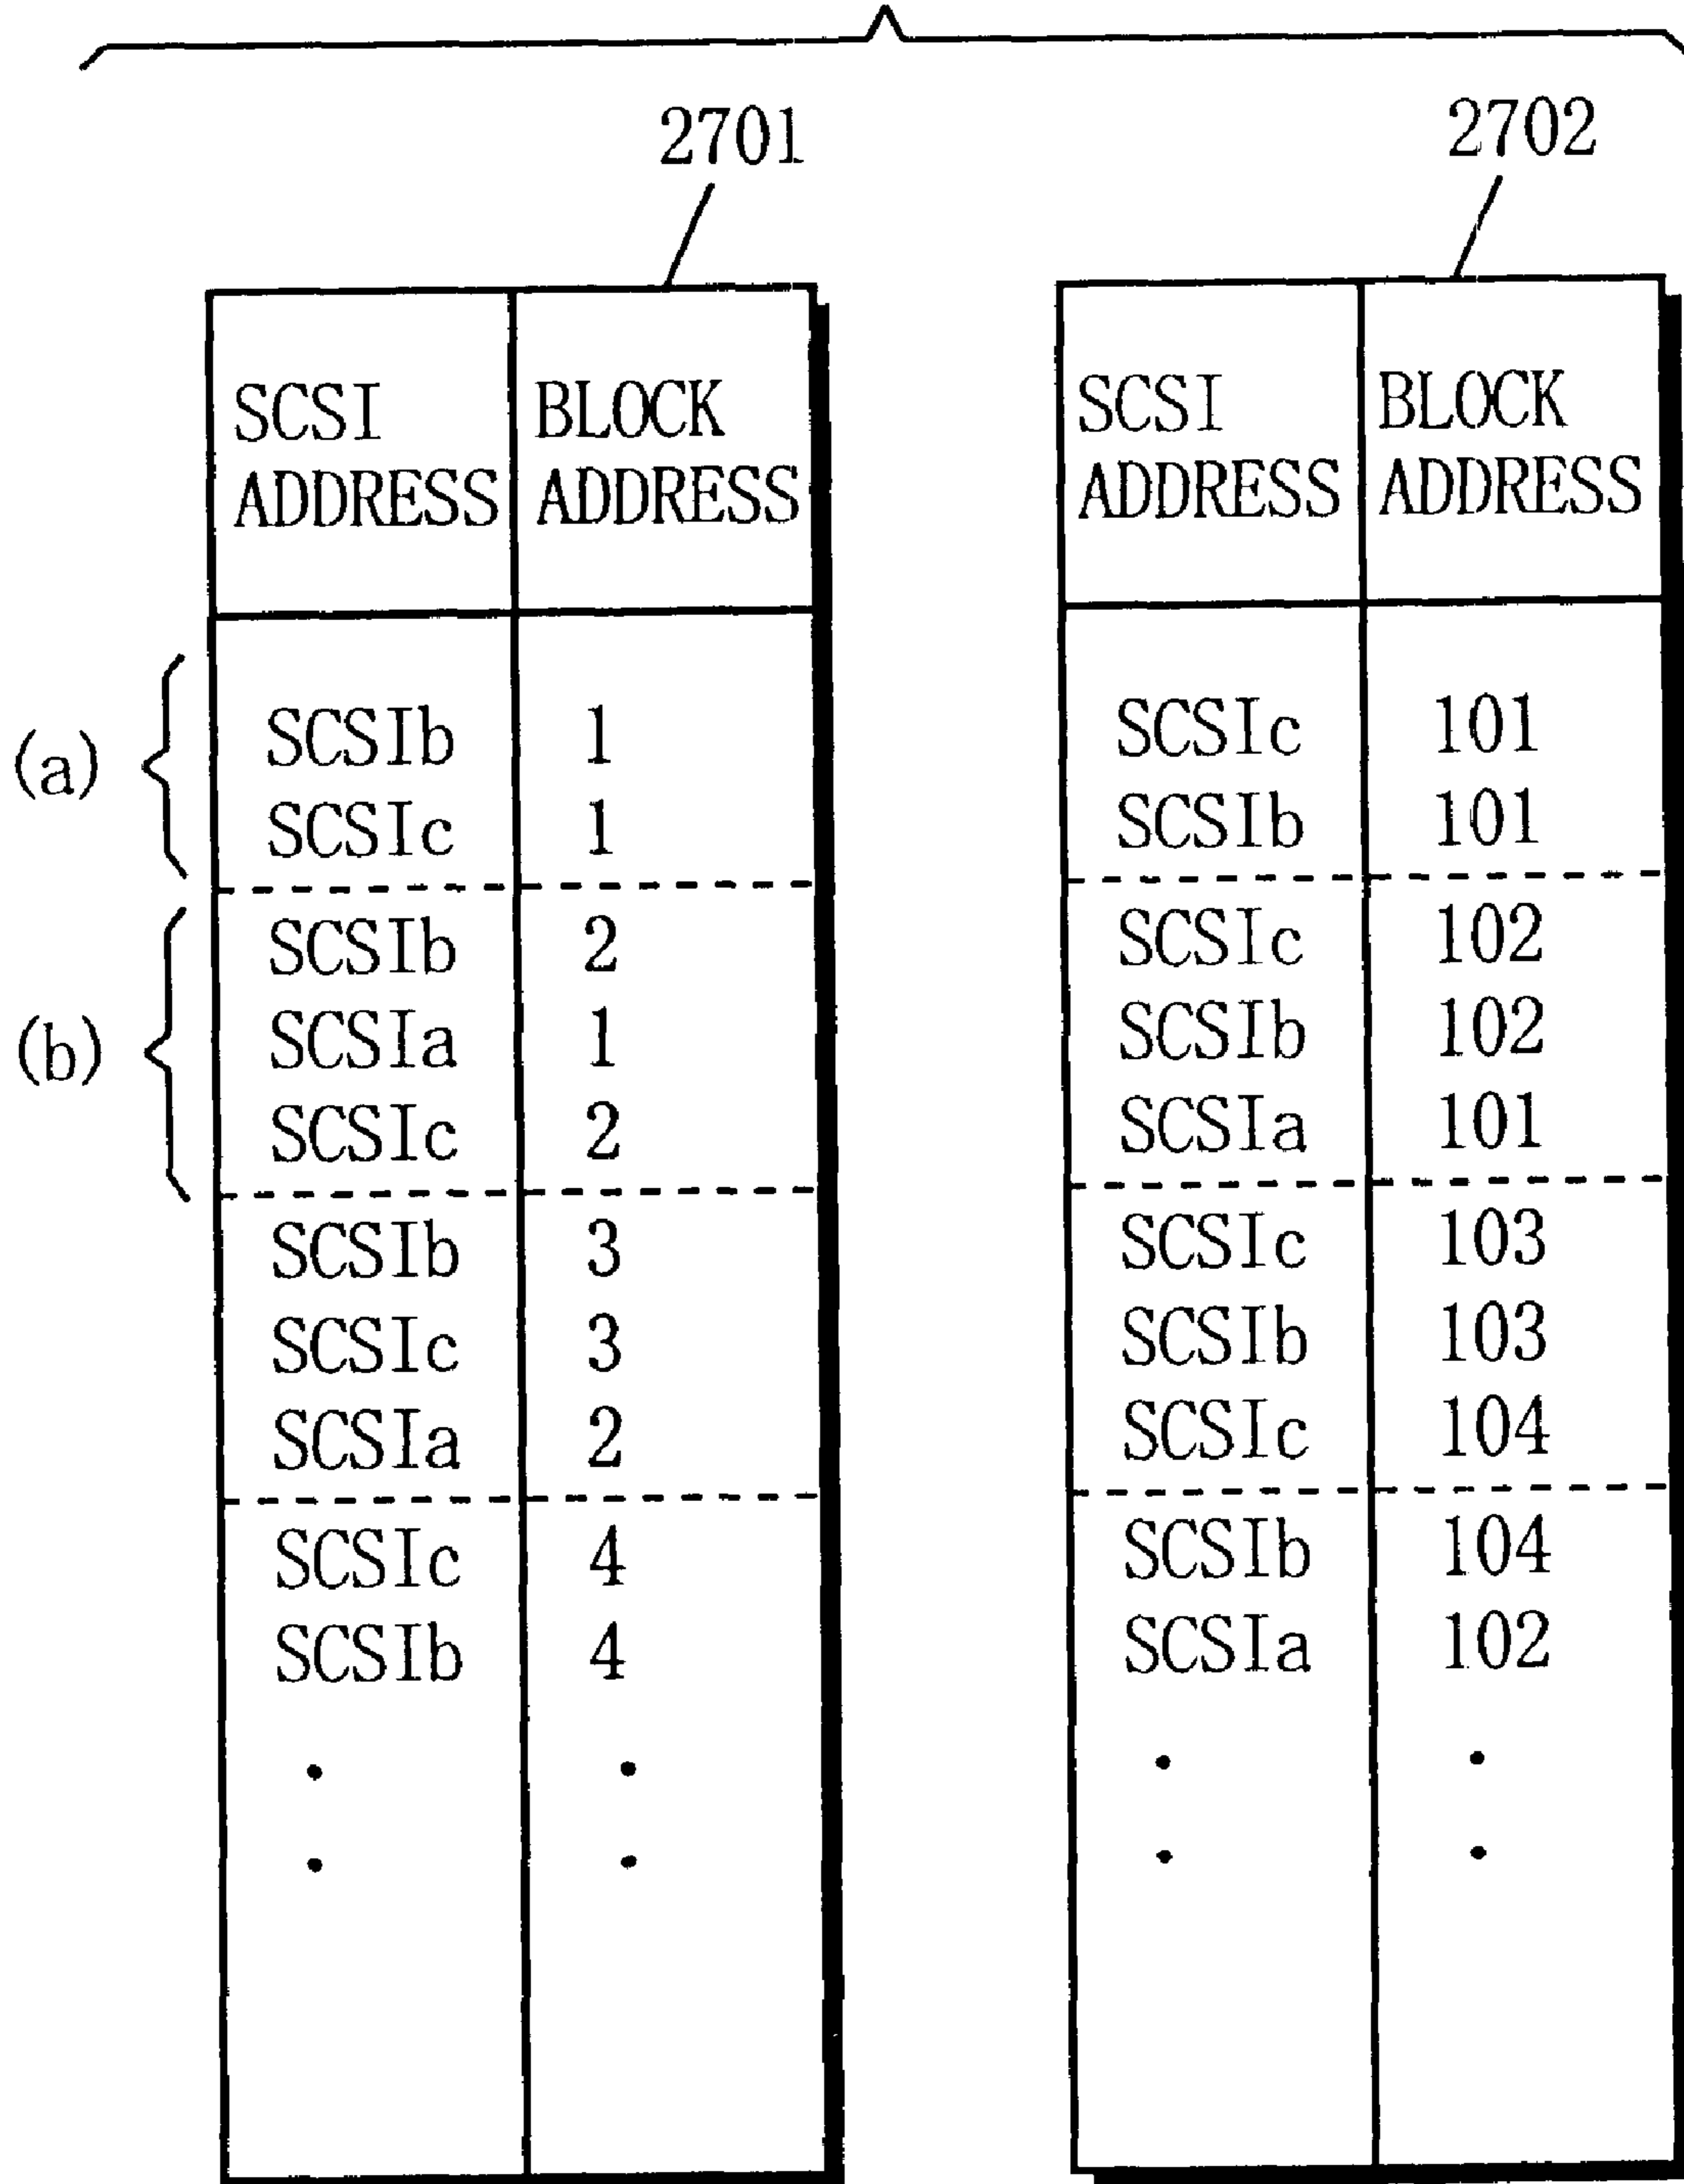 2701 2702
SCSI BLOCK SCSI BLOCK
ADDRESS ADDRESS ADDRESS ADDRESS
(a)
SCSIb 1 SCSIc 101
SCSIc 1 SCSIb 101
(b)
SCSIb 2 SCSIc 102
SCSIa 1 SCSIb 102
SCSIc 2 SCSIa 101
SCSIb 3 SCSIc 103
SCSIc 3 SCSIb 103
SCSIa 2 SCSIc 104
SCSIc 4 SCSIb 104
SCSIb 4 SCSIa 102
. . . .
. . . .